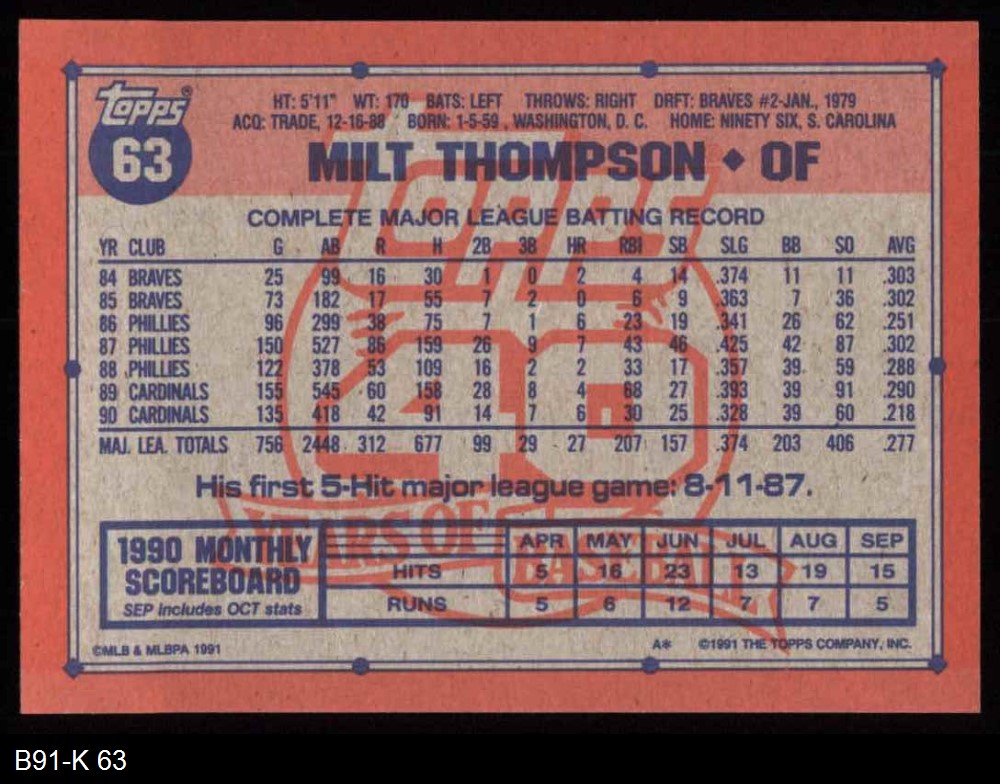 Topps®
63
HT: 5'11" WT: 170 BATS: LEFT THROWS: RIGHT DRFT: BRAVES #2-JAN., 1979
ACQ: TRADE, 12-16-88 BORN: 1-5-59, WASHINGTON, D. C. HOME: NINETY SIX, S. CAROLINA
MILT THOMPSON ◆ OF
COMPLETE MAJOR LEAGUE BATTING RECORD
YR CLUB G AB R H 2B 3B HR RBI SB SLG BB SO AVG
84 BRAVES 25 99 16 30 1 0 2 4 14 .374 11 11 .303
85 BRAVES 73 182 17 55 7 2 0 6 9 .363 7 36 .302
86 PHILLIES 96 299 38 75 7 1 6 23 19 .341 26 62 .251
87 PHILLIES 150 527 86 159 26 9 7 43 46 .425 42 87 .302
88 PHILLIES 122 378 53 109 16 2 2 33 17 .357 39 59 .288
89 CARDINALS 155 545 60 158 28 8 4 68 27 .393 39 91 .290
90 CARDINALS 135 418 42 91 14 7 6 30 25 .328 39 60 .218
MAJ. LEA. TOTALS 756 2448 312 677 99 29 27 207 157 .374 203 406 .277
Topps
40
YEARS OF
BASEBALL
His first 5-Hit major league game: 8-11-87.
1990 MONTHLY
SCOREBOARD
SEP includes OCT stats
APR MAY JUN JUL AUG SEP
HITS 5 16 23 13 19 15
RUNS 5 6 12 7 7 5
©MLB & MLBPA 1991
A* ©1991 THE TOPPS COMPANY, INC.
B91-K 63